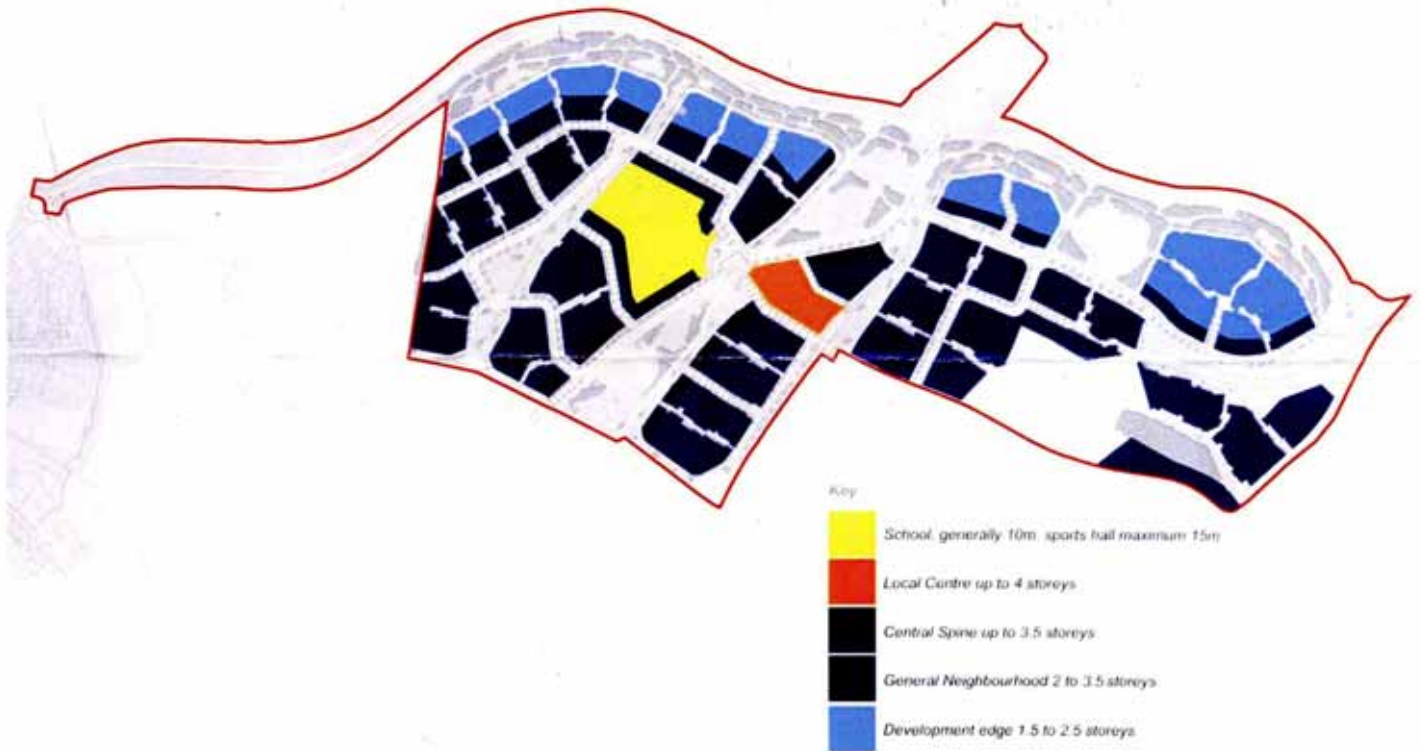 Key
School, generally 10m, sports hall maximum 15m
Local Centre up to 4 storeys
Central Spine up to 3.5 storeys
General Neighbourhood 2 to 3.5 storeys
Development edge 1.5 to 2.5 storeys